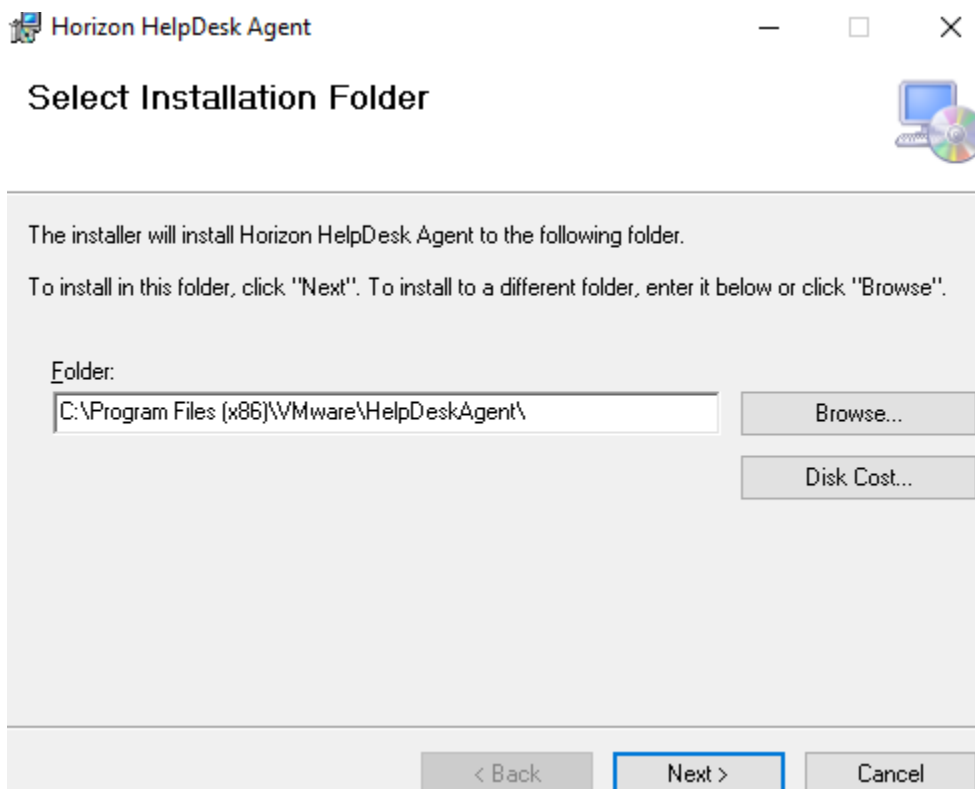 Horizon HelpDesk Agent
Select Installation Folder
The installer will install Horizon HelpDesk Agent to the following folder.
To install in this folder, click "Next". To install to a different folder, enter it below or click "Browse".
Folder:
C:\Program Files (x86)\VMware\HelpDeskAgent\
Browse...
Disk Cost...
< Back
Next >
Cancel